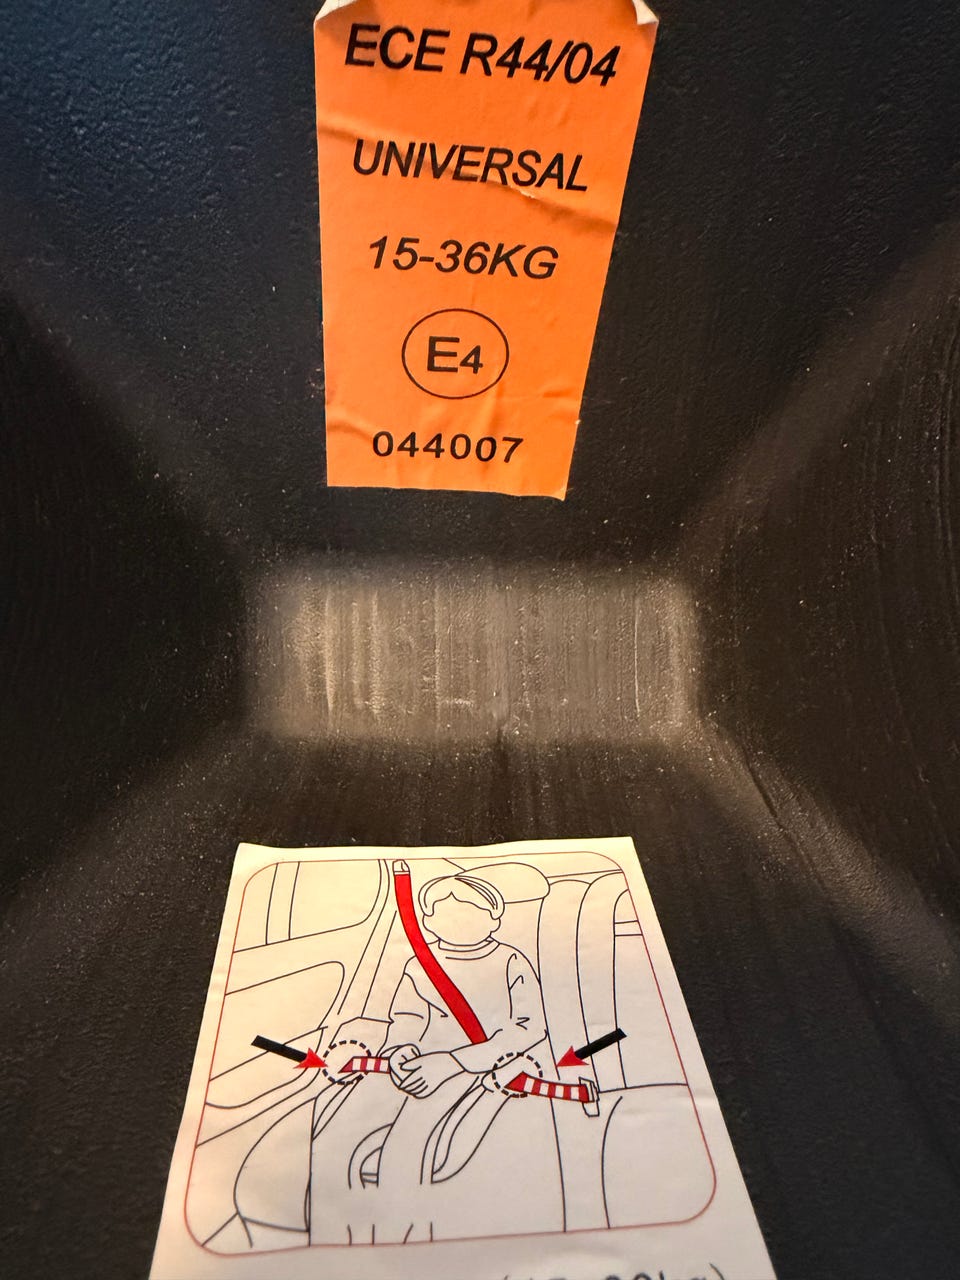 ECE R44/04
UNIVERSAL
15-36KG
E4
044007